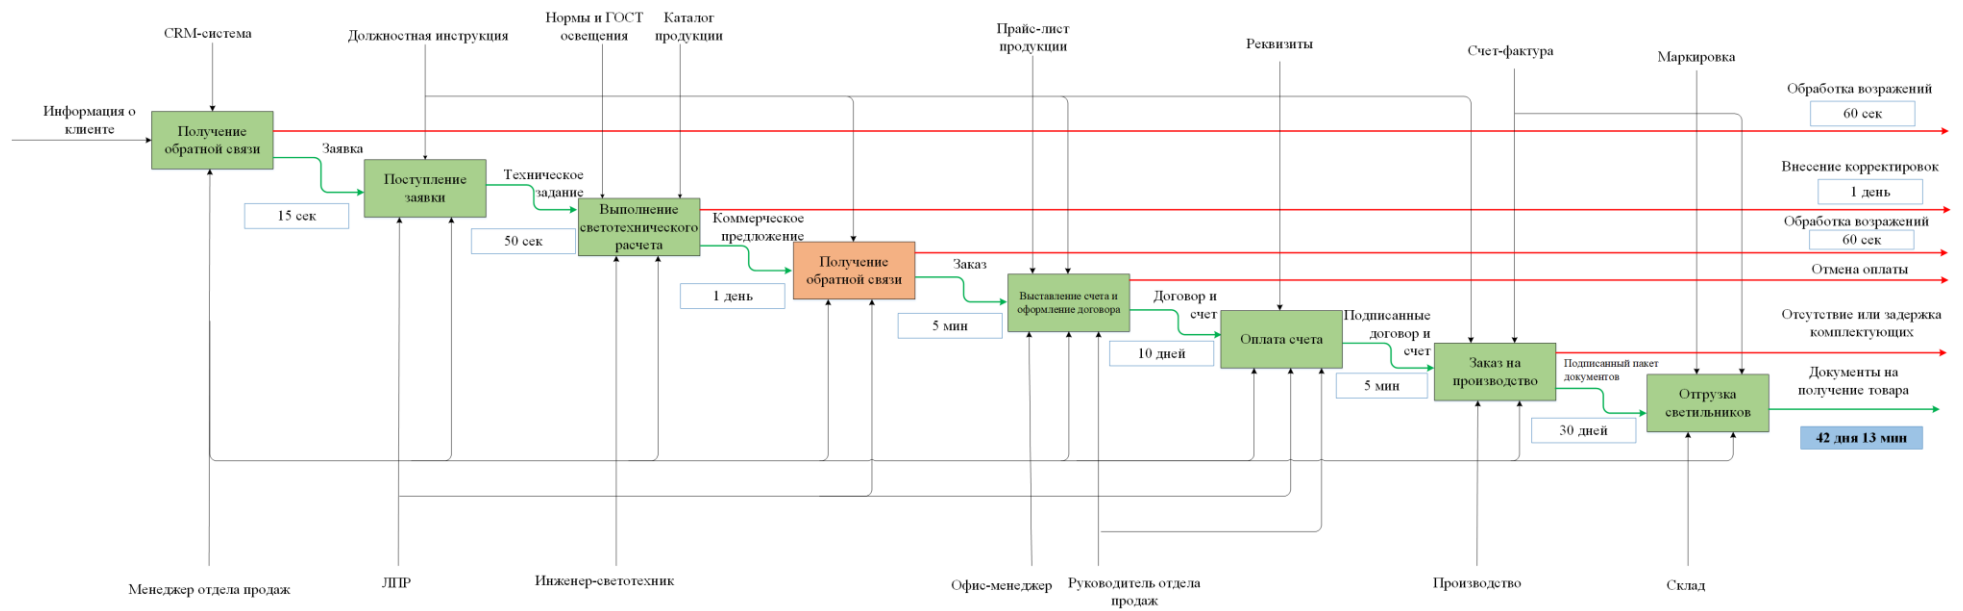 CRM-система
Должностная инструкция
Нормы и ГОСТ
освещения
Каталог
продукции
Прайс-лист
продукции
Реквизиты
Счет-фактура
Маркировка
Информация о
клиенте
Получение
обратной связи
Обработка возражений
60 сек
Заявка
15 сек
Поступление
заявки
Техническое
задание
50 сек
Выполнение
светотехнического
расчета
Внесение корректировок
1 день
Коммерческое
предложение
1 день
Получение
обратной связи
Обработка возражений
60 сек
Заказ
5 мин
Выставление счета и
оформление договора
Отмена оплаты
Договор и
счет
10 дней
Оплата счета
Подписанные
договор и
счет
5 мин
Заказ на
производство
Отсутствие или задержка
комплектующих
Подписанный пакет
документов
30 дней
Отгрузка
светильников
Документы на
получение товара
42 дня 13 мин
Менеджер отдела продаж
ЛПР
Инженер-светотехник
Офис-менеджер
Руководитель отдела
продаж
Производство
Склад